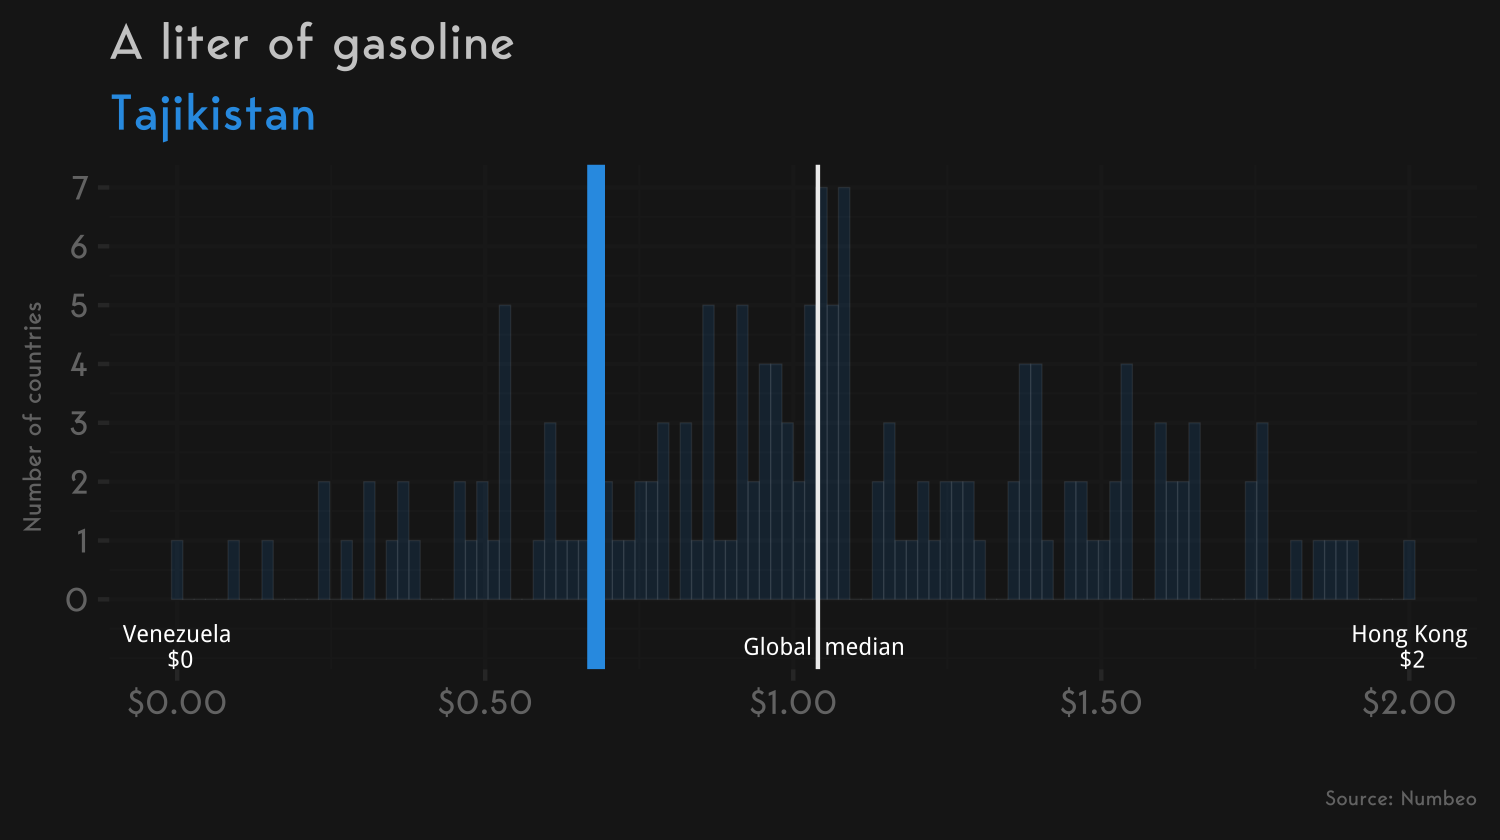 A liter of gasoline
Tajikistan
Number of countries
7
6
5
4
3
2
1
0
Venezuela
$0
Global median
Hong Kong
$2
$0.00 $0.50 $1.00 $1.50 $2.00
Source: Numbeo